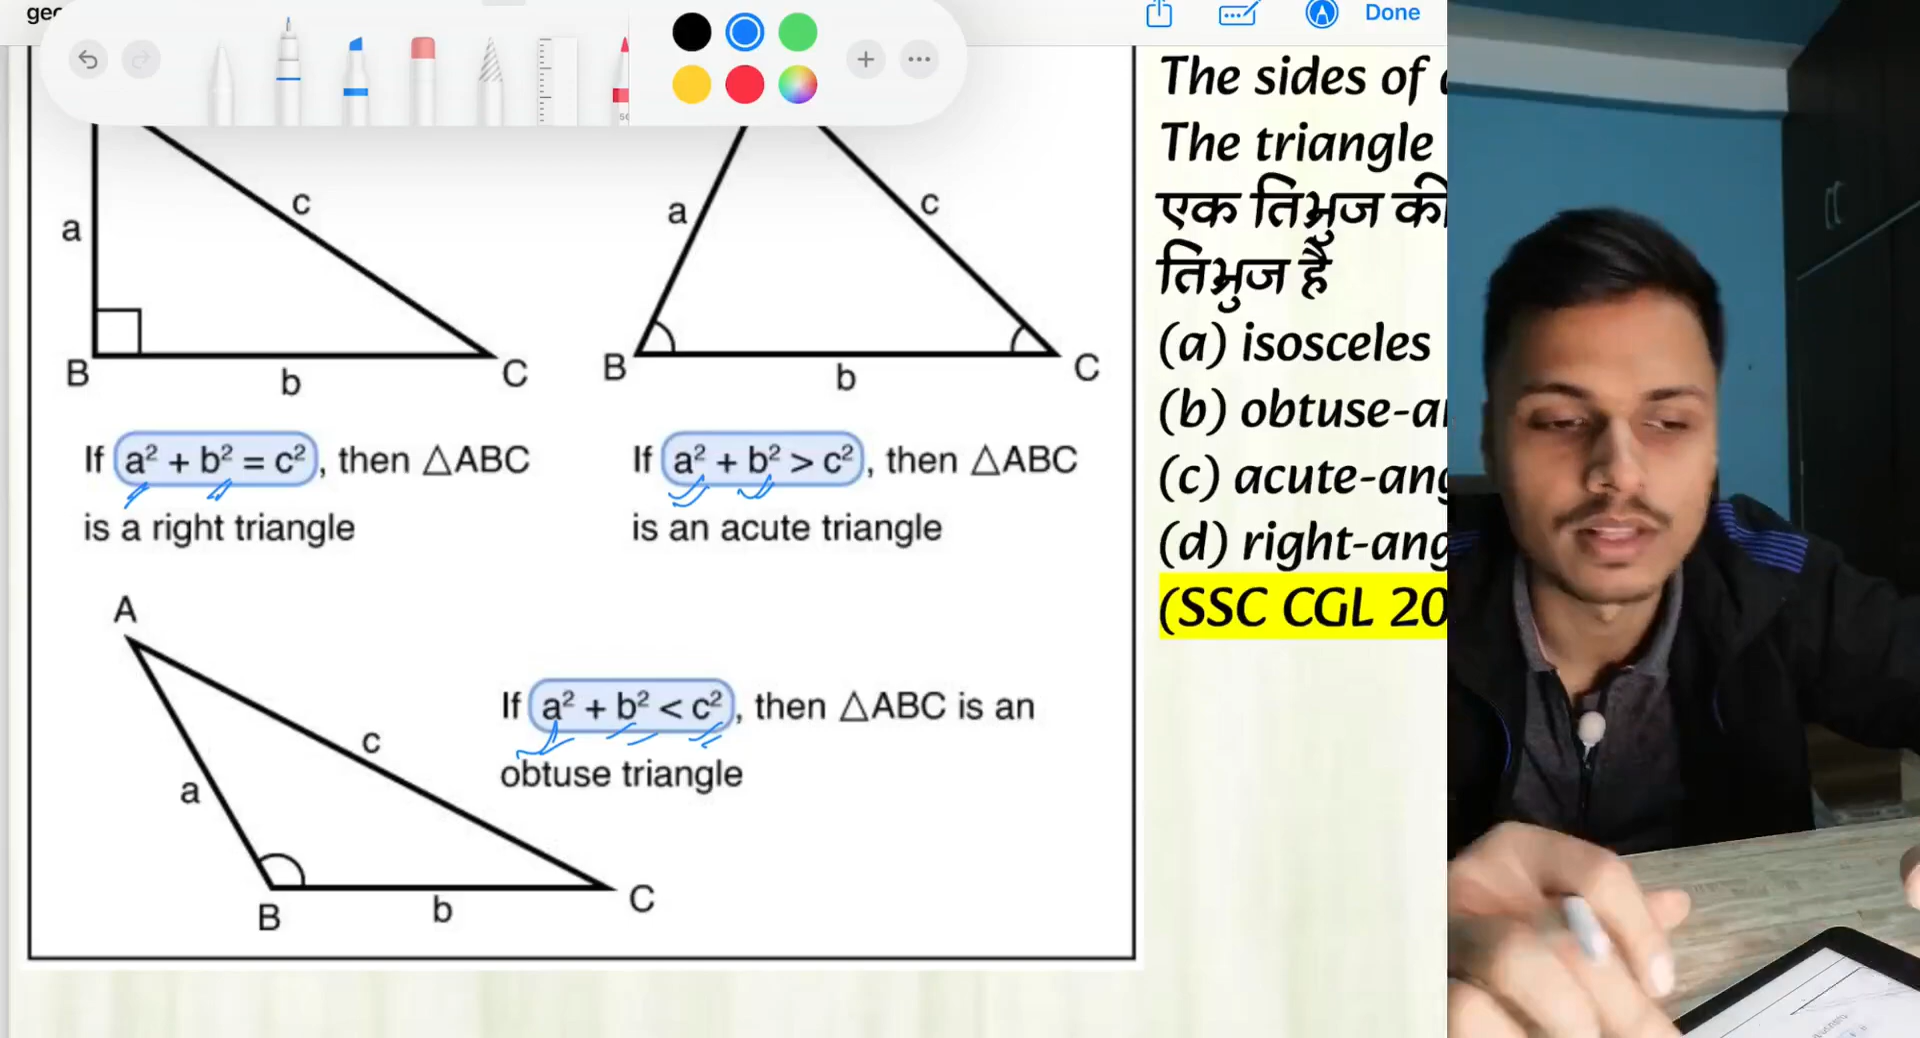 Done
a
c
B
b
C
If a² + b² = c², then △ABC
is a right triangle
a
c
B
b
C
If a² + b² > c², then △ABC
is an acute triangle
A
a
c
B
b
C
If a² + b² < c², then △ABC is an
obtuse triangle
The sides of
The triangle
एक तिभुज की
तिभुज है
(a) isosceles
(b) obtuse-a
(c) acute-ang
(d) right-ang
(SSC CGL 20